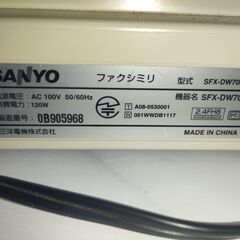 SANYO ファクシミリ 型式 SFX-DW70
電源電圧：AC 100V 50/60Hz
消費電力：120W
製造番号：0B905968
三洋電機株式会社
T A08-0530001
R 001WWDB1117
機器名 SFX-DW70
2.4FH8
MADE IN CHINA